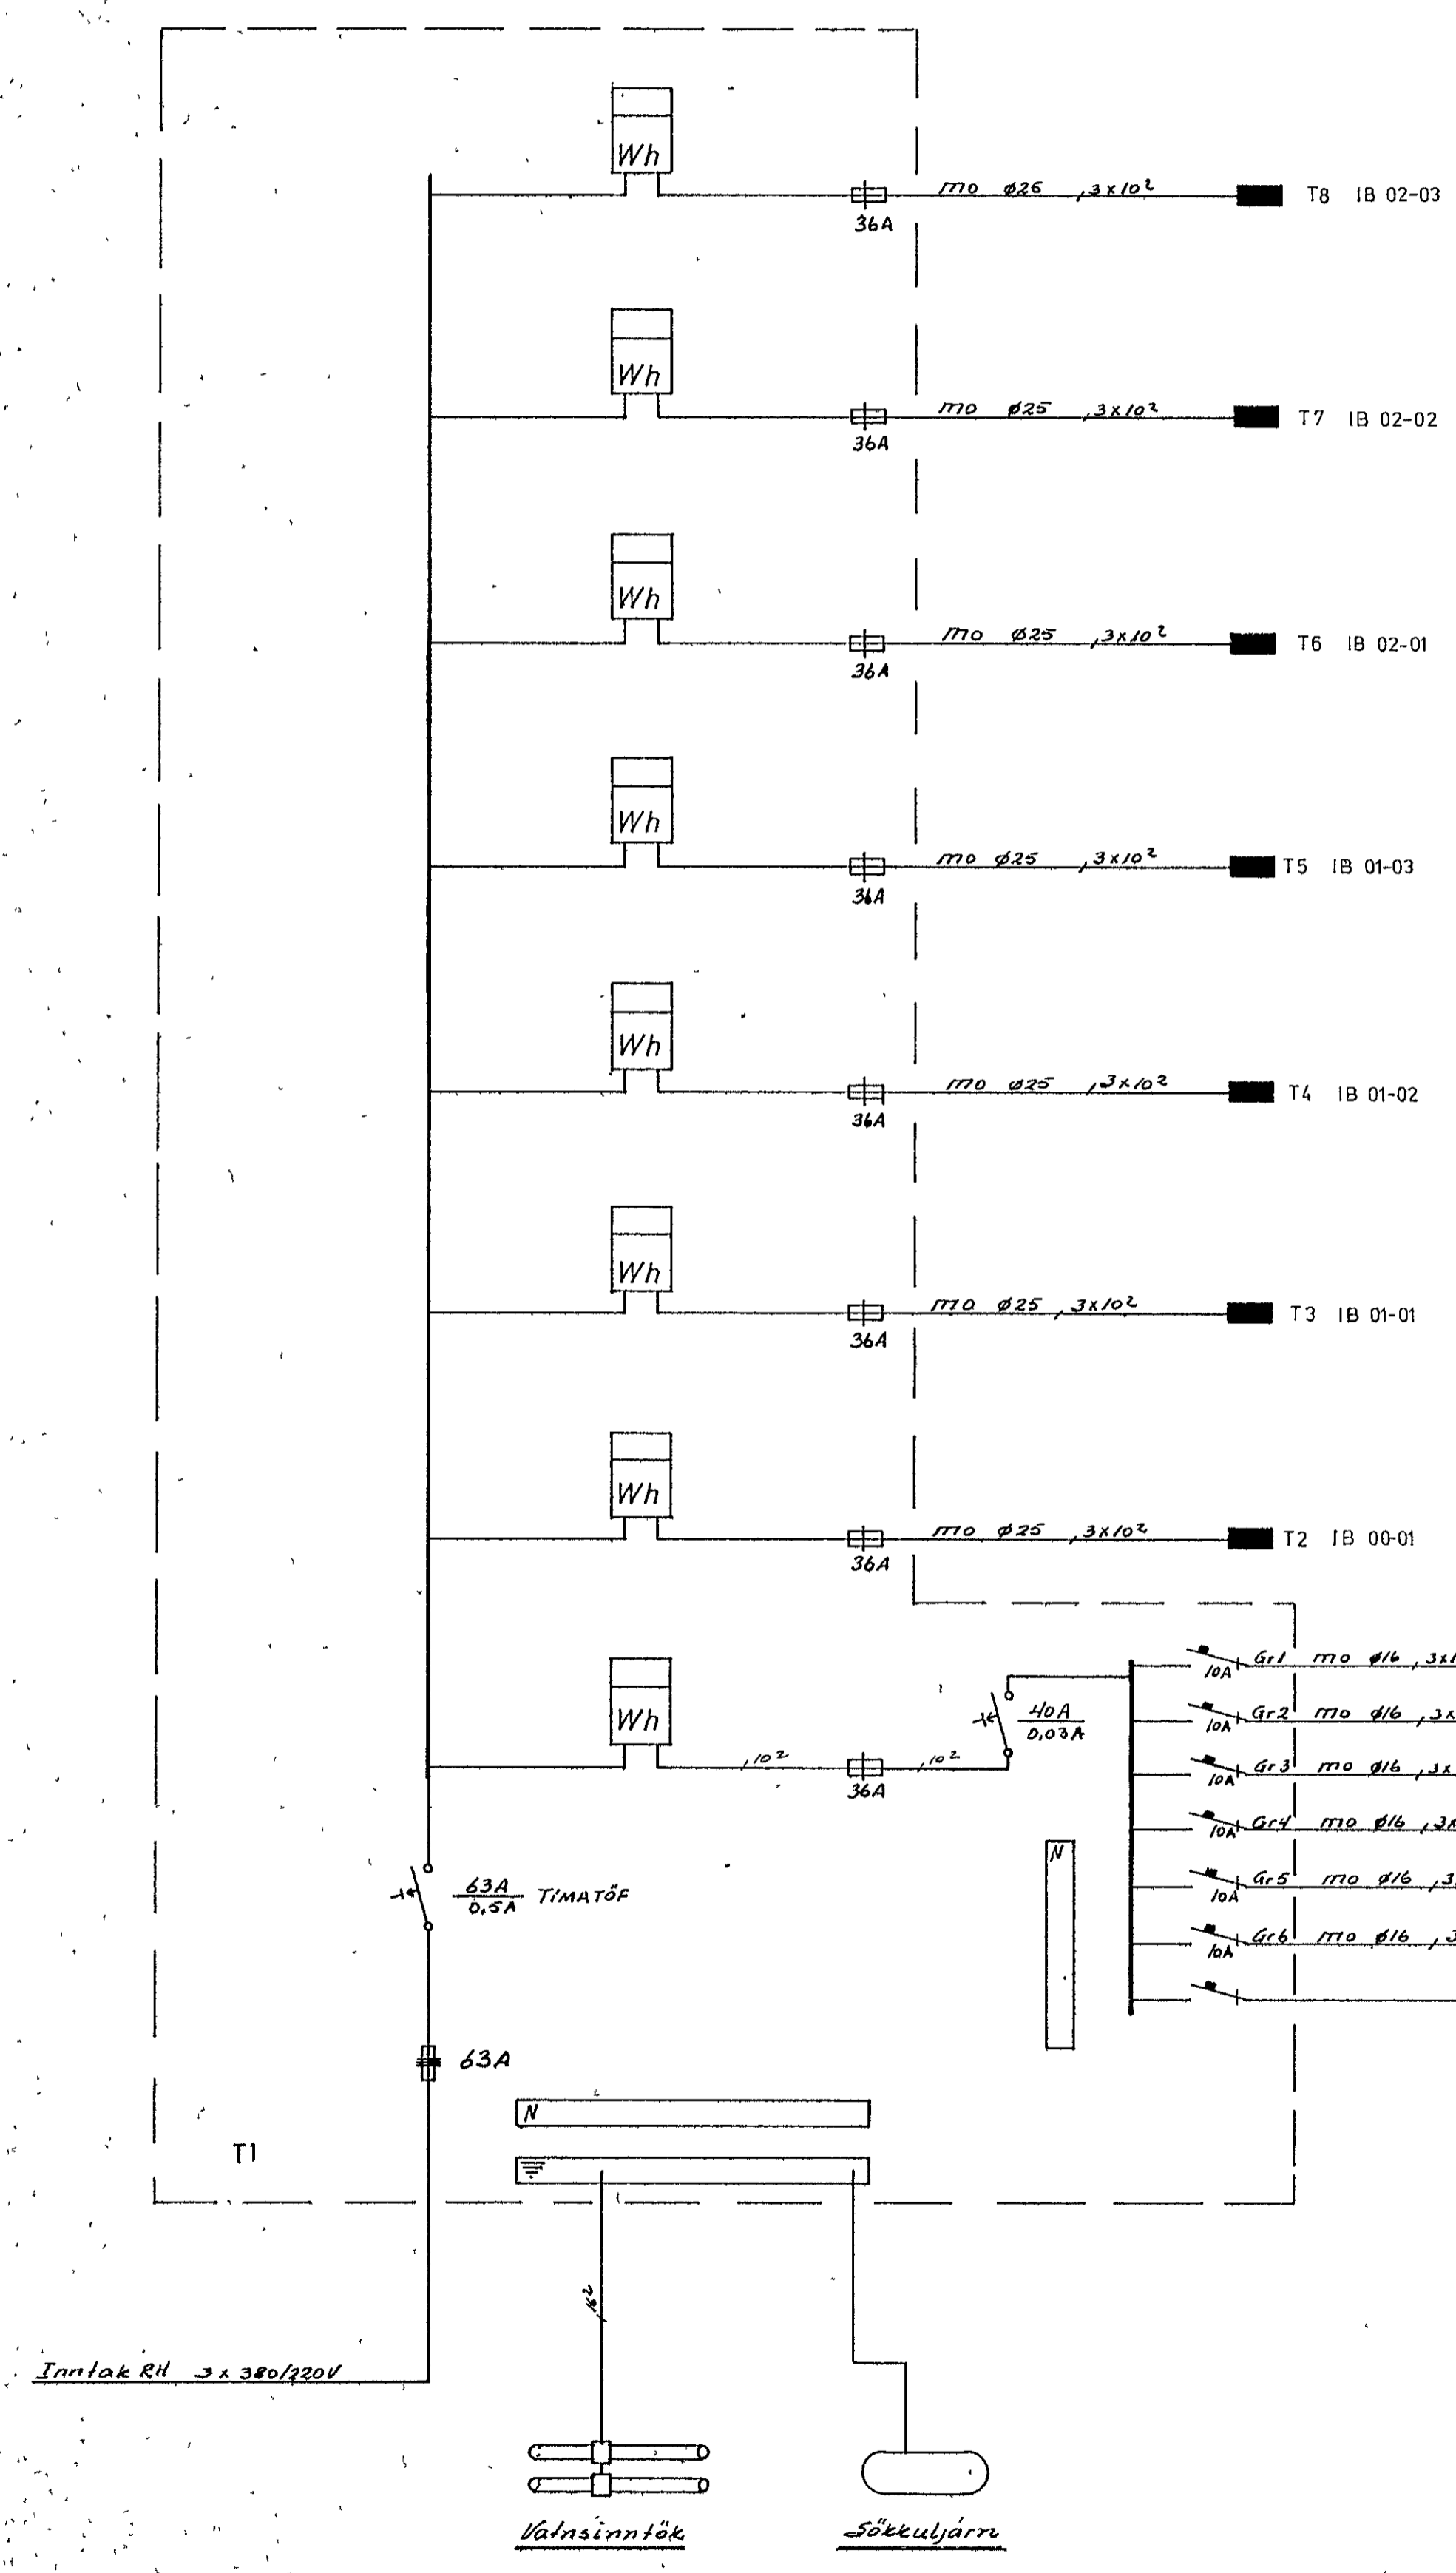 Wh
mo ø25 3x10²
36A
T8 IB 02-03
Wh
mo ø25 3x10²
36A
T7 IB 02-02
Wh
mo ø25 3x10²
36A
T6 IB 02-01
Wh
mo ø25 3x10²
36A
T5 IB 01-03
Wh
mo ø25 3x10²
36A
T4 IB 01-02
Wh
mo ø25 3x10²
36A
T3 IB 01-01
Wh
mo ø25 3x10²
36A
T2 IB 00-01
Wh
10²
36A
10²
40A
0,03A
10A Gr1 mo ø16
10A Gr2 mo ø16
10A Gr3 mo ø16
10A Gr4 mo ø16
10A Gr5 mo ø16
10A Gr6 mo ø16
N
63A
0,5A TÍMATÖF
63A
N
T1
16²
Inntak RH 3 x 380/220V
Vatnsinntök
Sökkuljárn